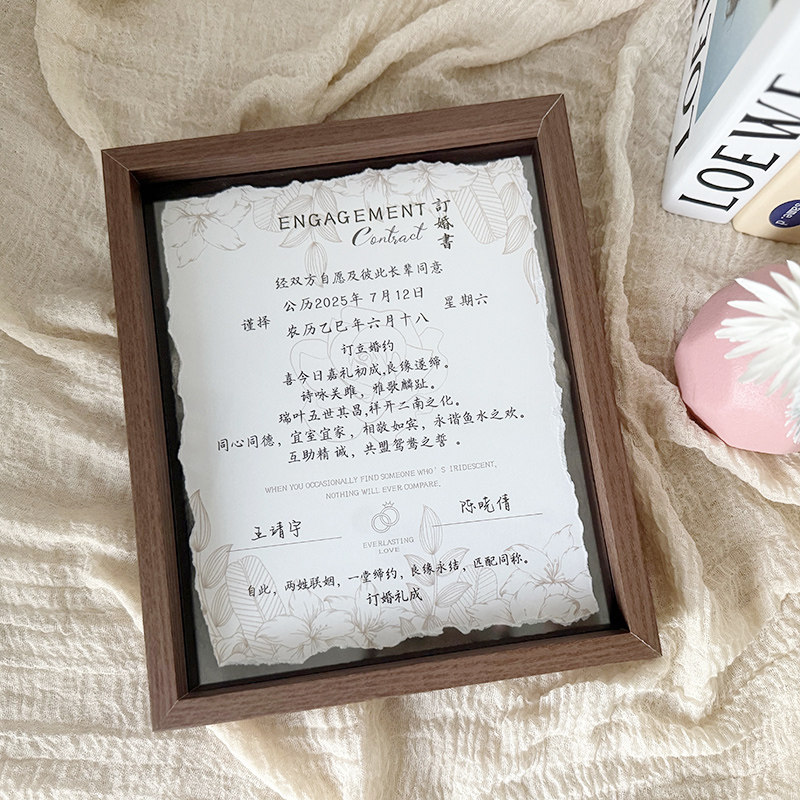 ENGAGEMENT
Contract
訂婚書
经双方自愿及彼此长辈同意
谨择
公历2025年7月12日
农历乙巳年六月十八
星期六
订立婚约
喜今日嘉礼初成,良缘遂缔。
诗咏关雎，雅歌麟趾。
瑞叶五世其昌,祥开二南之化。
同心同德，宜室宜家，相敬如宾，永谐鱼水之欢。
互助精诚，共盟鸳鸯之誓。
WHEN YOU OCCASIONALLY FIND SOMEONE WHO'S IRIDESCENT,
NOTHING WILL EVER COMPARE.
王靖宇
陈晓倩
EVERLASTING
LOVE
自此，两姓联姻，一堂缔约，良缘永结，匹配同称。
订婚礼成
LOEWE